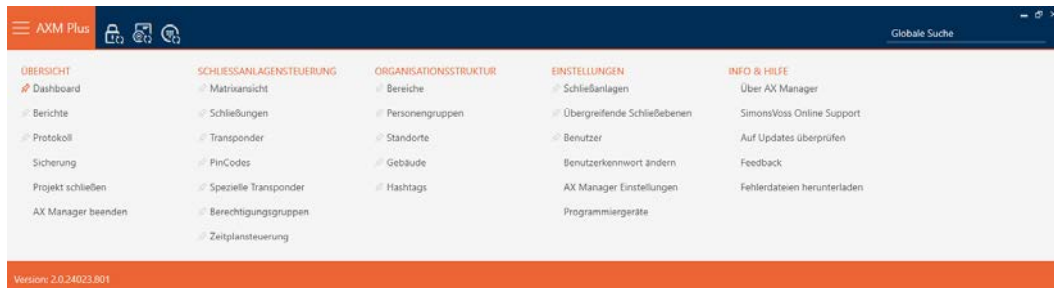 AXM Plus
Globale Suche
ÜBERSICHT
Dashboard
Berichte
Protokoll
Sicherung
Projekt schließen
AX Manager beenden
SCHLIESSANLAGENSTEUERUNG
Matrixansicht
Schließungen
Transponder
PinCodes
Spezielle Transponder
Berechtigungsgruppen
Zeitplansteuerung
ORGANISATIONSSTRUKTUR
Bereiche
Personengruppen
Standorte
Gebäude
Hashtags
EINSTELLUNGEN
Schließanlagen
Übergreifende Schließebenen
Benutzer
Benutzerkennwort ändern
AX Manager Einstellungen
Programmiergeräte
INFO & HILFE
Über AX Manager
SimonsVoss Online Support
Auf Updates überprüfen
Feedback
Fehlerdateien herunterladen
Version: 2.0.24023.801